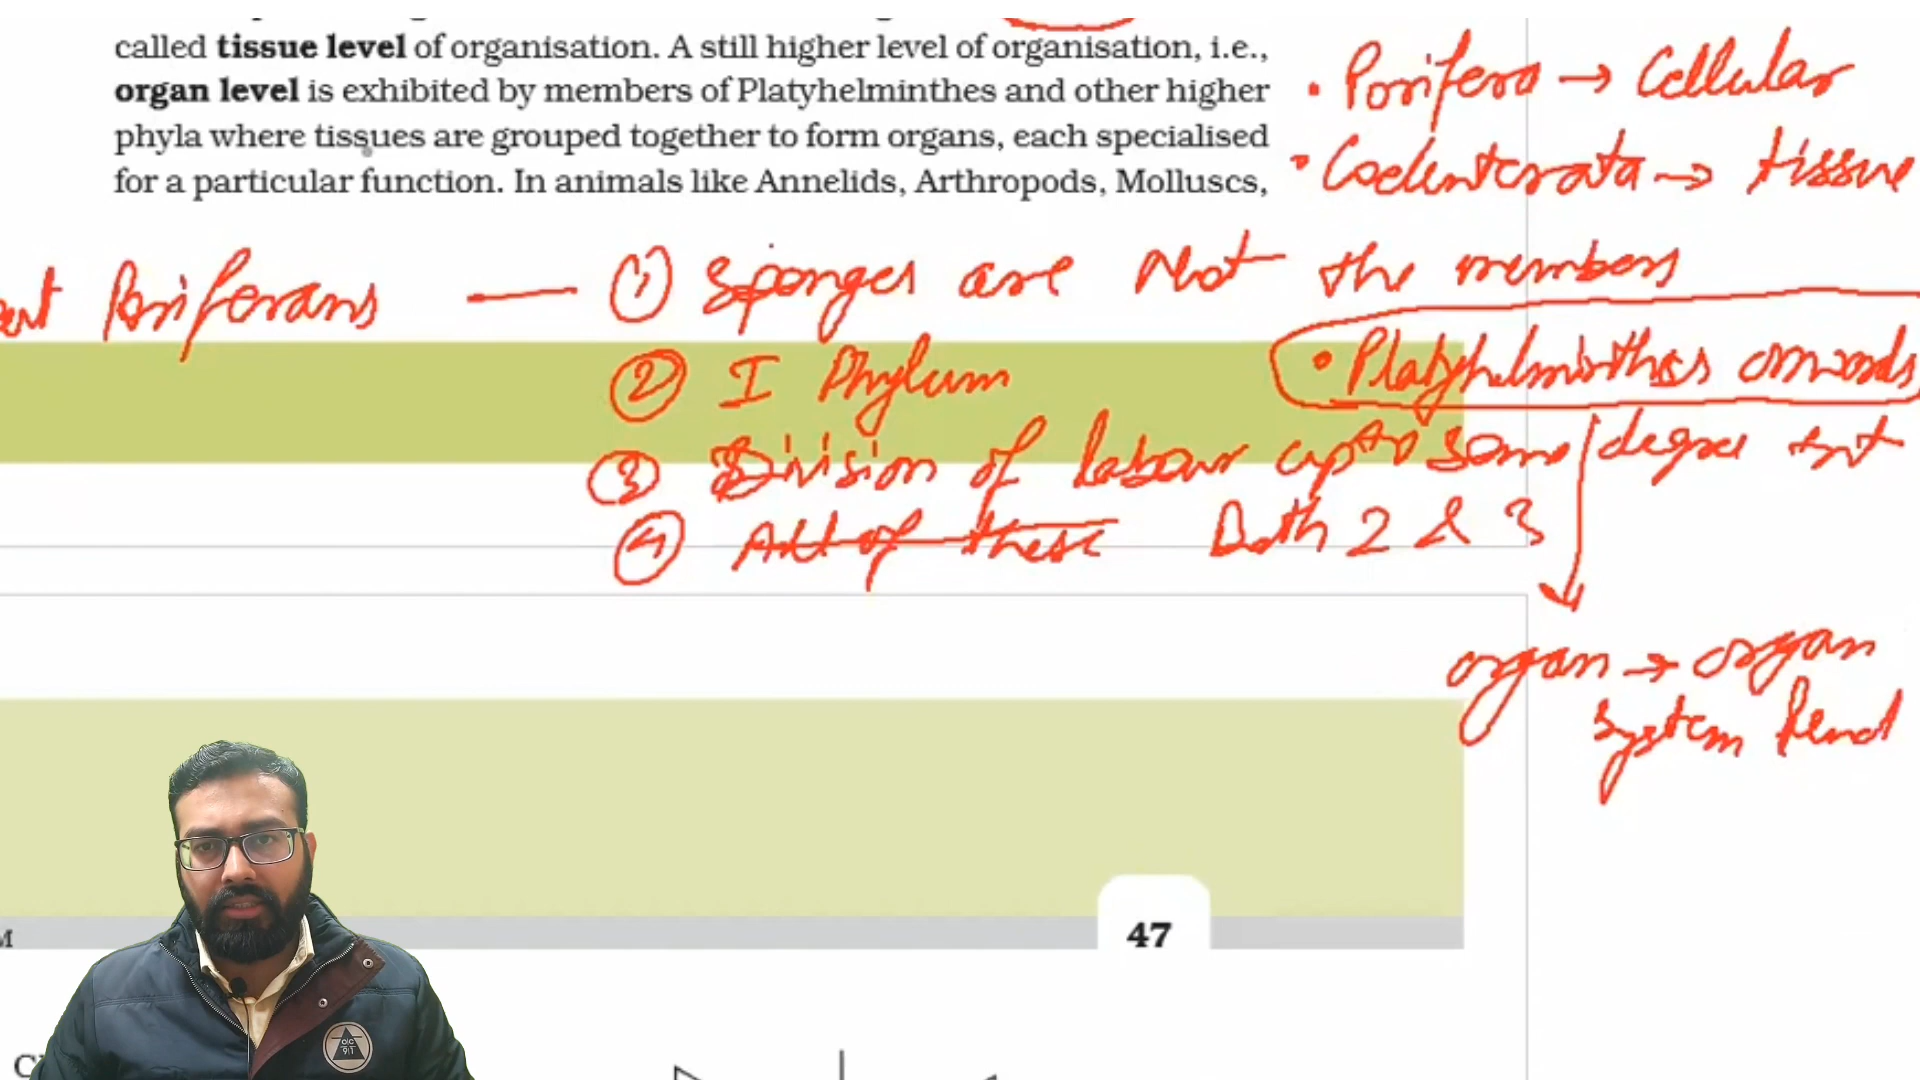 called tissue level of organisation. A still higher level of organisation, i.e.,
organ level is exhibited by members of Platyhelminthes and other higher
phyla where tissues are grouped together to form organs, each specialised
for a particular function. In animals like Annelids, Arthropods, Molluscs,
• Porifera → Cellular
• Coelenterata → tissue
Poriferans — ① Sponges are Not the members
② I Phylum
• Platyhelminthes onwards
③ Division of labour upto some degree
④ All of these Both 2 & 3
organ → organ
system
47
M